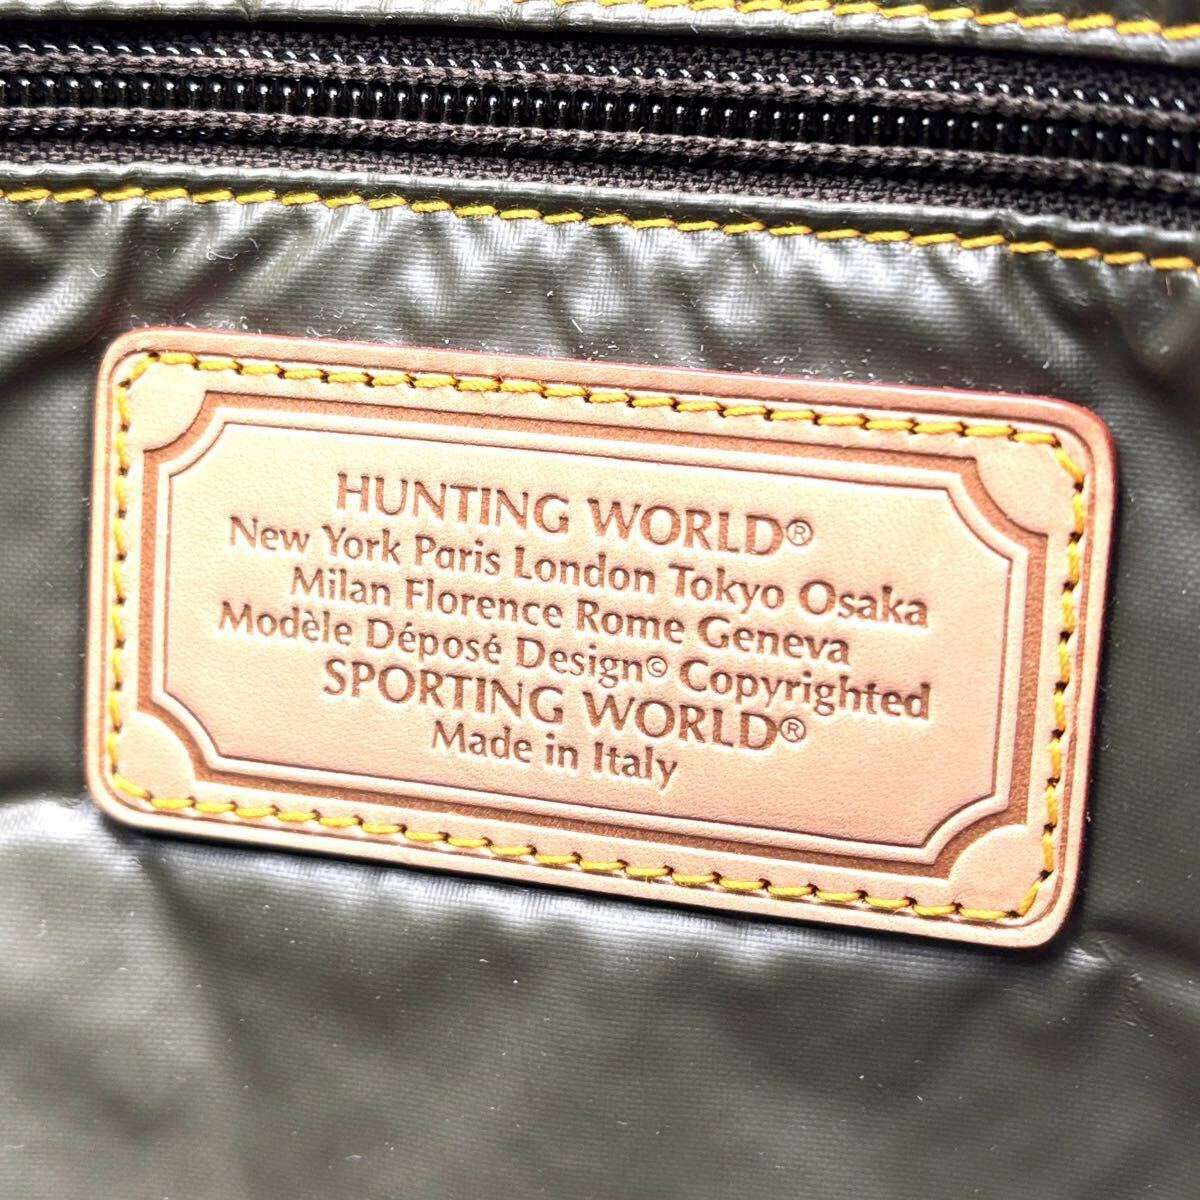 HUNTING WORLD®
New York Paris London Tokyo Osaka
Milan Florence Rome Geneva
Modèle Déposé Design© Copyrighted
SPORTING WORLD®
Made in Italy